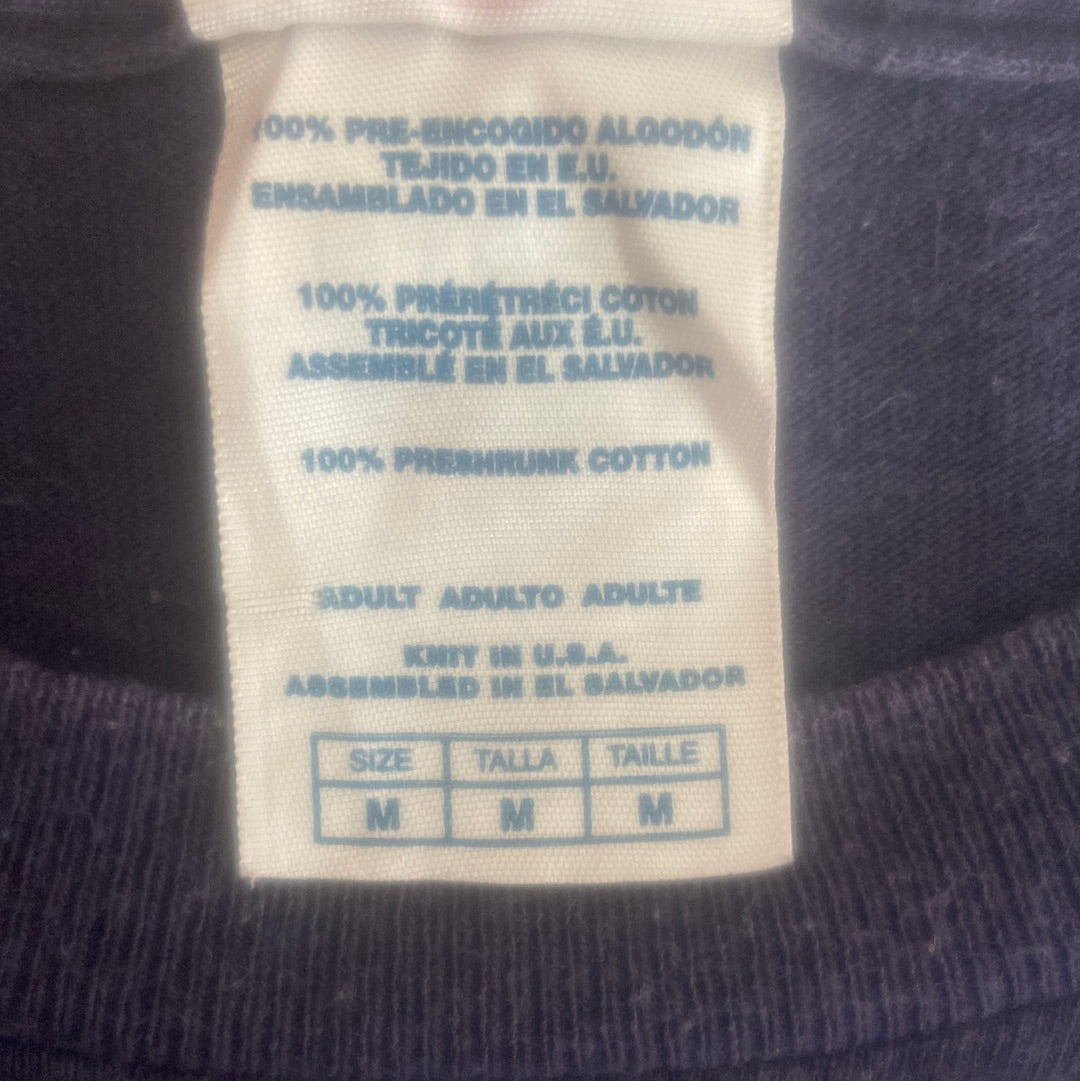 100% PRE-ENCOGIDO ALGODÓN
TEJIDO EN E.U.
ENSAMBLADO EN EL SALVADOR
100% PRÉRÉTRÉCI COTON
TRICOTÉ AUX É.U.
ASSEMBLÉ EN EL SALVADOR
100% PRESHRUNK COTTON
ADULT ADULTO ADULTE
KNIT IN U.S.A.
ASSEMBLED IN EL SALVADOR
SIZE TALLA TAILLE
M M M